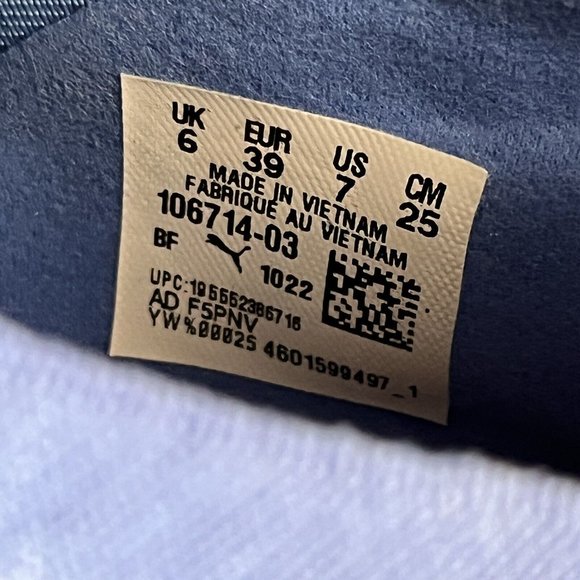 UK EUR US CM
6 39 7 25
MADE IN VIETNAM
FABRIQUE AU VIETNAM
106714-03
BF 1022
UPC:195552386716
AD F5PNV
YW%00025 4601599497_1